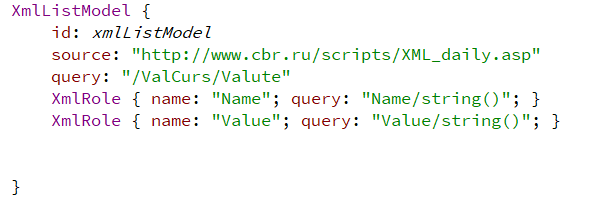 XmlListModel {
    id: xmlListModel
    source: "http://www.cbr.ru/scripts/XML_daily.asp"
    query: "/ValCurs/Valute"
    XmlRole { name: "Name"; query: "Name/string()"; }
    XmlRole { name: "Value"; query: "Value/string()"; }
}